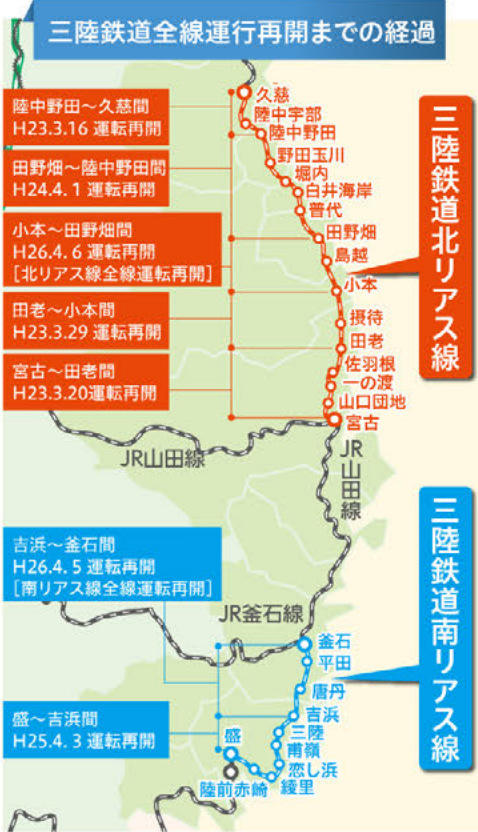 三陸鉄道全線運行再開までの経過
陸中野田～久慈間
H23.3.16 運転再開
田野畑～陸中野田間
H24.4.1 運転再開
小本～田野畑間
H26.4.6 運転再開
［北リアス線全線運転再開］
田老～小本間
H23.3.29 運転再開
宮古～田老間
H23.3.20運転再開
久慈
陸中宇部
陸中野田
野田玉川
堀内
白井海岸
普代
田野畑
島越
小本
摂待
田老
佐羽根
一の渡
山口団地
宮古
三陸鉄道北リアス線
JR山田線
JR山田線
吉浜～釜石間
H26.4.5 運転再開
［南リアス線全線運転再開］
盛～吉浜間
H25.4.3 運転再開
JR釜石線
釜石
平田
唐丹
吉浜
三陸
甫嶺
恋し浜
綾里
盛
陸前赤崎
三陸鉄道南リアス線